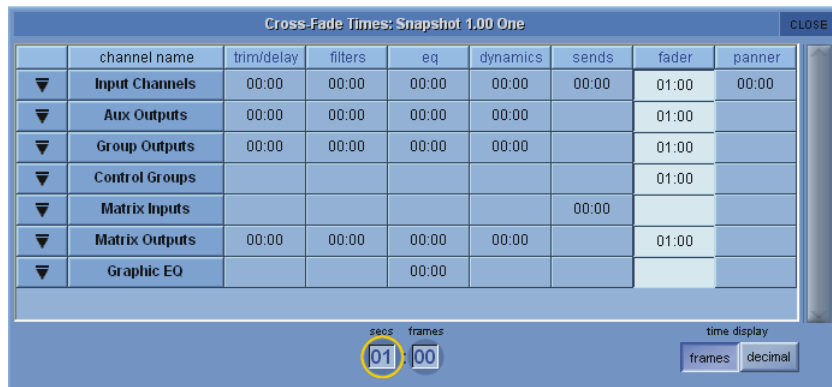 Cross-Fade Times: Snapshot 1.00 One CLOSE
channel name trim/delay filters eq dynamics sends fader panner
Input Channels 00:00 00:00 00:00 00:00 00:00 01:00 00:00
Aux Outputs 00:00 00:00 00:00 00:00 01:00
Group Outputs 00:00 00:00 00:00 00:00 01:00
Control Groups 01:00
Matrix Inputs 00:00
Matrix Outputs 00:00 00:00 00:00 00:00 01:00
Graphic EQ 00:00
secs frames time display
01 : 00 frames decimal